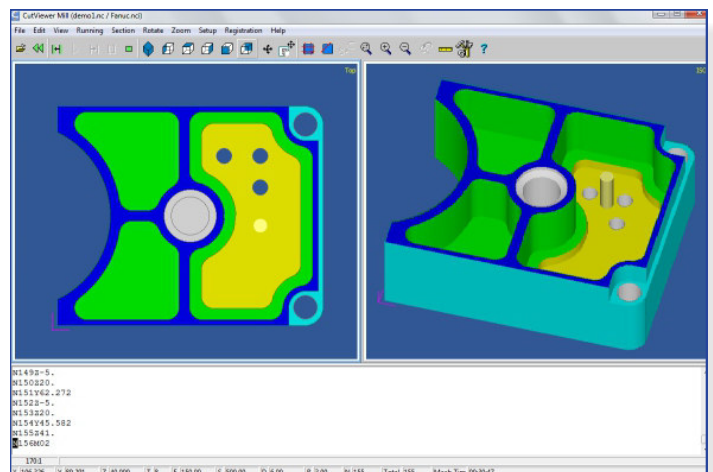 CutViewer Mill (demo1.nc / Fanuc.nci)
File Edit View Running Section Rotate Zoom Setup Registration Help
Top
ISO
N149Z-5.
N150Z20.
N151Y62.272
N152Z-5.
N153Z20.
N154Y45.582
N155Z41.
N156M02
170:1